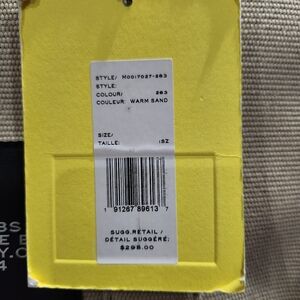 STYLE/ M0017027-263
STYLE:
COLOUR/ 263
COULEUR: WARM SAND
SIZE/
TAILLE: 1SZ
1 91267 89613 7
SUGG.RETAIL /
DÉTAIL SUGGÉRÉ:
$298.00